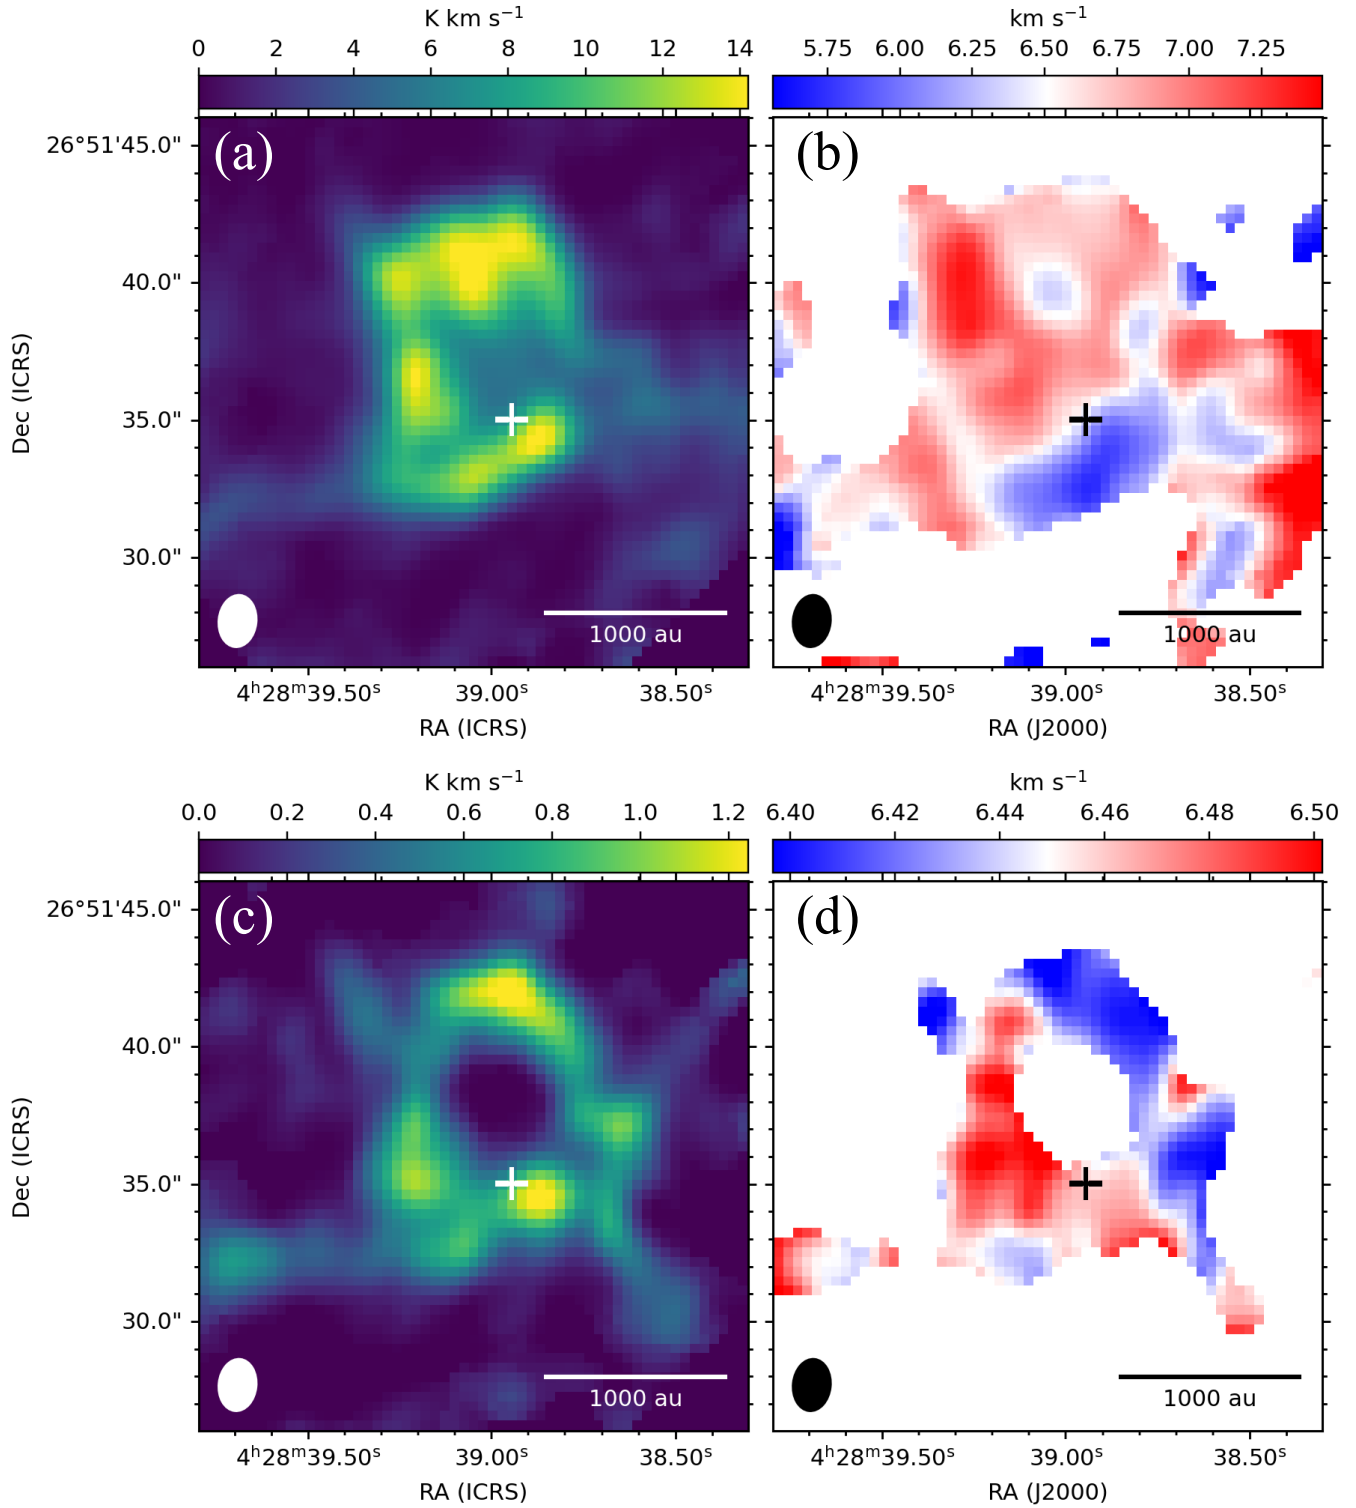 K km s⁻¹
km s⁻¹
0 2 4 6 8 10 12 14
5.75 6.00 6.25 6.50 6.75 7.00 7.25
(a)
(b)
26°51'45.0"
40.0"
35.0"
30.0"
Dec (ICRS)
1000 au
1000 au
4ʰ28ᵐ39.50ˢ 39.00ˢ 38.50ˢ
4ʰ28ᵐ39.50ˢ 39.00ˢ 38.50ˢ
RA (ICRS)
RA (J2000)
K km s⁻¹
km s⁻¹
0.0 0.2 0.4 0.6 0.8 1.0 1.2
6.40 6.42 6.44 6.46 6.48 6.50
(c)
(d)
26°51'45.0"
40.0"
35.0"
30.0"
Dec (ICRS)
1000 au
1000 au
4ʰ28ᵐ39.50ˢ 39.00ˢ 38.50ˢ
4ʰ28ᵐ39.50ˢ 39.00ˢ 38.50ˢ
RA (ICRS)
RA (J2000)